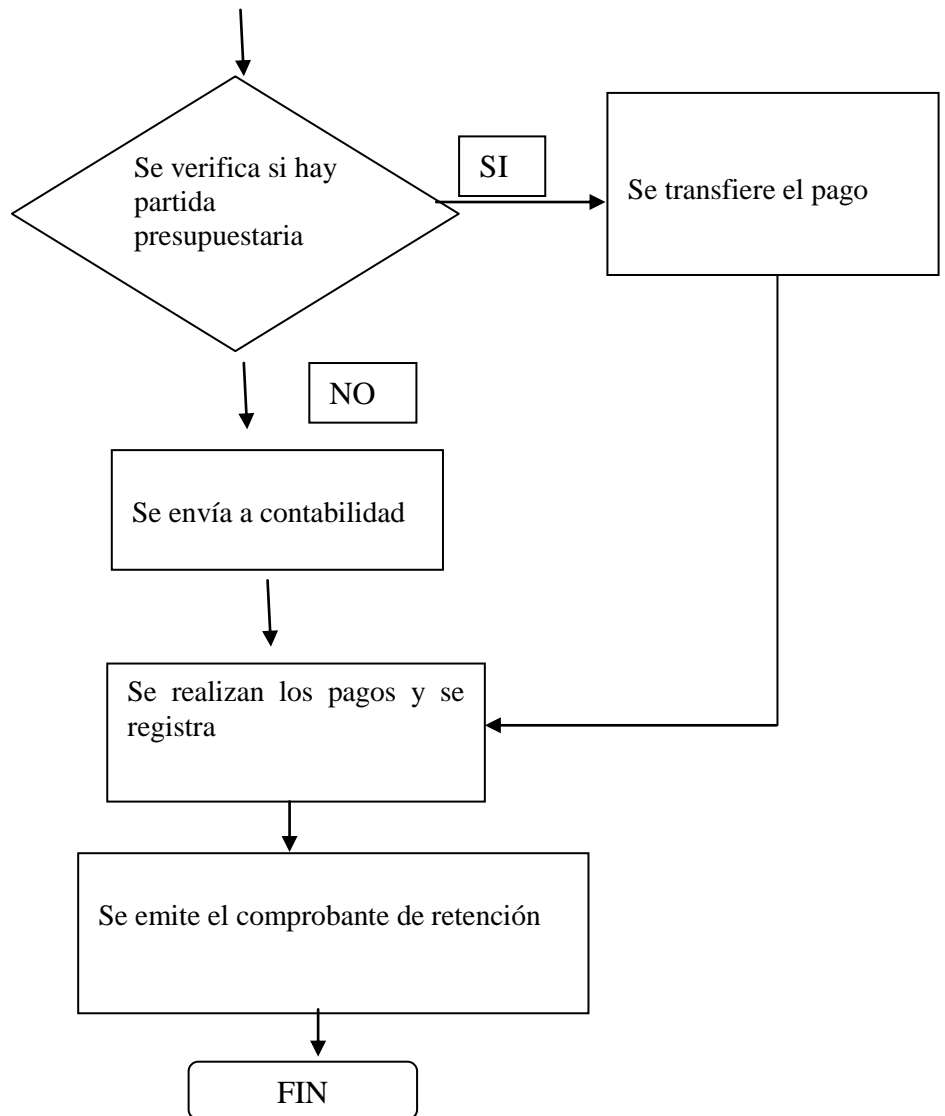 Se verifica si hay
partida
presupuestaria
SI
Se transfiere el pago
NO
Se envía a contabilidad
Se realizan los pagos y se
registra
Se emite el comprobante de retención
FIN